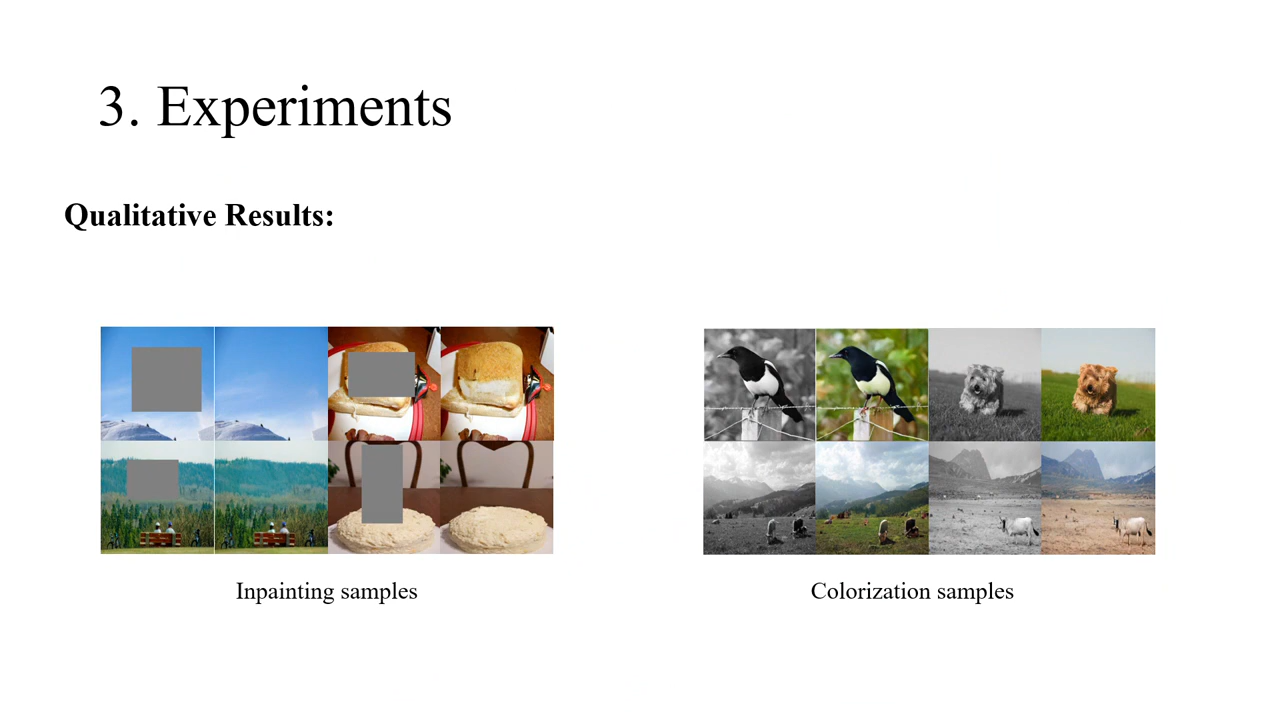 3. Experiments
Qualitative Results:
Inpainting samples
Colorization samples